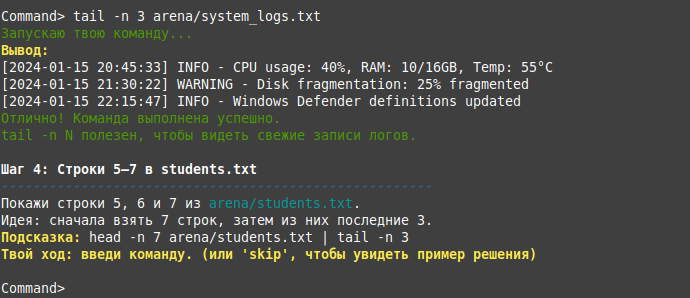 Command> tail -n 3 arena/system_logs.txt
Запускаю твою команду...
Вывод:
[2024-01-15 20:45:33] INFO - CPU usage: 40%, RAM: 10/16GB, Temp: 55°C
[2024-01-15 21:30:22] WARNING - Disk fragmentation: 25% fragmented
[2024-01-15 22:15:47] INFO - Windows Defender definitions updated
Отлично! Команда выполнена успешно.
tail -n N полезен, чтобы видеть свежие записи логов.
Шаг 4: Строки 5–7 в students.txt
------------------------------------------------------
Покажи строки 5, 6 и 7 из arena/students.txt.
Идея: сначала взять 7 строк, затем из них последние 3.
Подсказка: head -n 7 arena/students.txt | tail -n 3
Твой ход: введи команду. (или 'skip', чтобы увидеть пример решения)
Command>